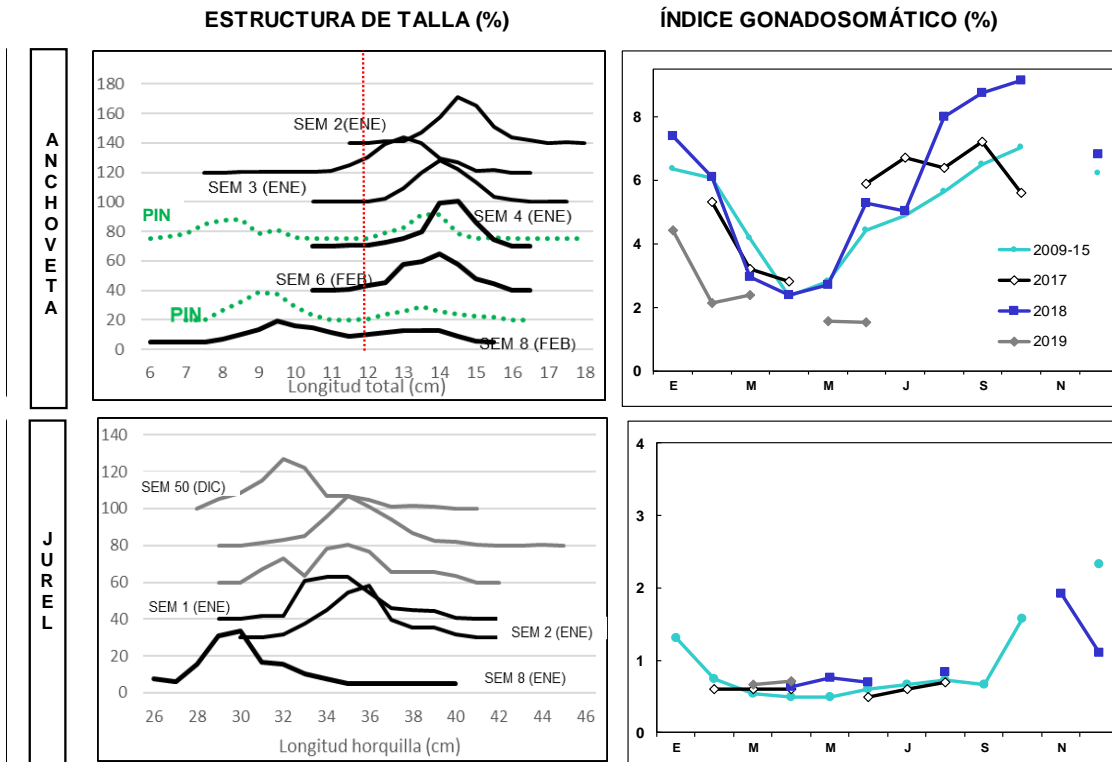 ESTRUCTURA DE TALLA (%)
ÍNDICE GONADOSOMÁTICO (%)
ANCHOVETA
180
160
140
120
100
80
60
40
20
0
SEM 2(ENE)
SEM 3 (ENE)
PIN
SEM 4 (ENE)
SEM 6 (FEB)
PIN
SEM 8 (FEB)
6 7 8 9 10 11 12 13 14 15 16 17 18
Longitud total (cm)
8
6
4
2
0
2009-15
2017
2018
2019
E M M J S N
JUREL
140
120
100
80
60
40
20
0
SEM 50 (DIC)
SEM 1 (ENE)
SEM 2 (ENE)
SEM 8 (ENE)
26 28 30 32 34 36 38 40 42 44 46
Longitud horquilla (cm)
4
3
2
1
0
E M M J S N